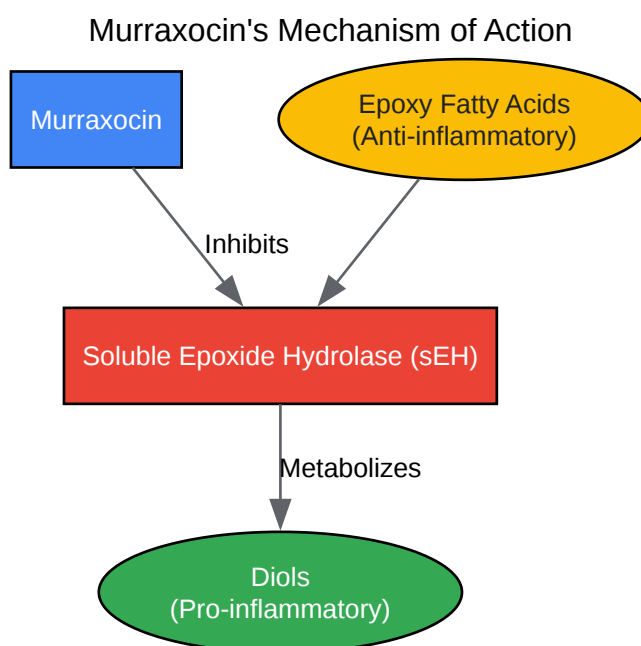 Murraxocin's Mechanism of Action
Murraxocin
Epoxy Fatty Acids
(Anti-inflammatory)
Inhibits
Soluble Epoxide Hydrolase (sEH)
Metabolizes
Diols
(Pro-inflammatory)